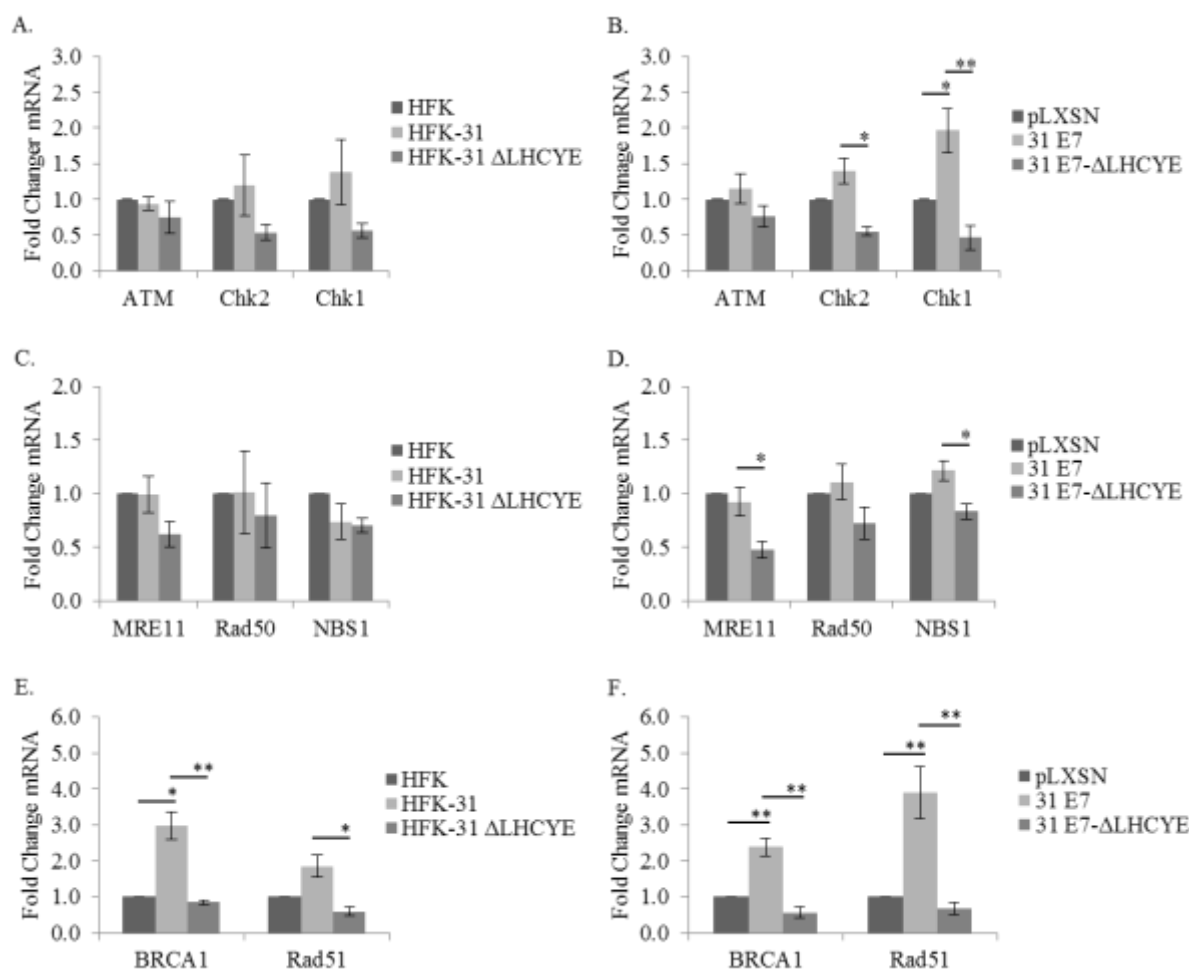 A.
Fold Changer mRNA
3.0
2.5
2.0
1.5
1.0
0.5
0.0
ATM Chk2 Chk1
HFK
HFK-31
HFK-31 ΔLHCYE
B.
Fold Chnage mRNA
3.0
2.5
2.0
1.5
1.0
0.5
0.0
**
*
*
ATM Chk2 Chk1
pLXSN
31 E7
31 E7-ΔLHCYE
C.
Fold Change mRNA
2.0
1.5
1.0
0.5
0.0
MRE11 Rad50 NBS1
HFK
HFK-31
HFK-31 ΔLHCYE
D.
Fold Change mRNA
2.0
1.5
1.0
0.5
0.0
*
*
MRE11 Rad50 NBS1
pLXSN
31 E7
31 E7-ΔLHCYE
E.
Fold Change mRNA
6.0
5.0
4.0
3.0
2.0
1.0
0.0
**
*
*
BRCA1 Rad51
HFK
HFK-31
HFK-31 ΔLHCYE
F.
Fold Change mRNA
6.0
5.0
4.0
3.0
2.0
1.0
0.0
**
**
**
**
BRCA1 Rad51
pLXSN
31 E7
31 E7-ΔLHCYE